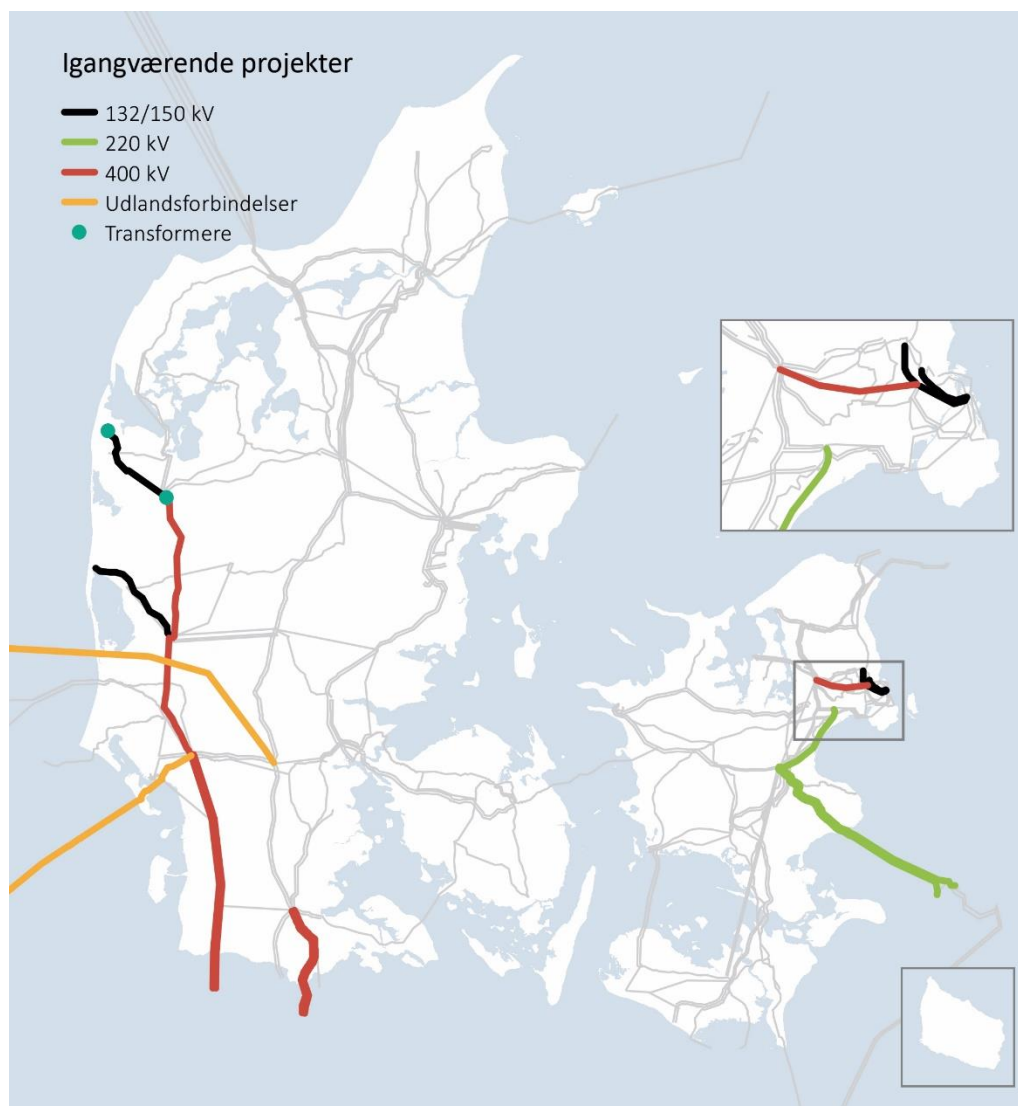 Igangværende projekter
132/150 kV
220 kV
400 kV
Udlandsforbindelser
Transformere